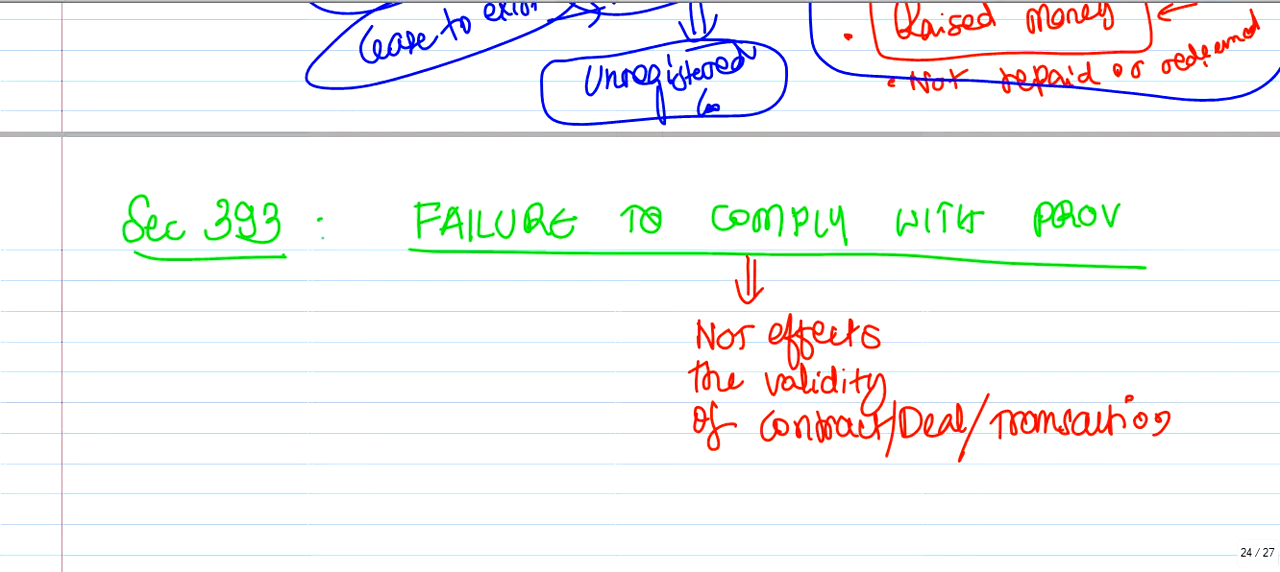 Cease to exist
Unregistered
Co
• Raised Money
• Not repaid or redeemed
Sec 393 : FAILURE TO COMPLY WITH PROV
Not effects
the validity
of contract/Deal/Transaction
24 / 27